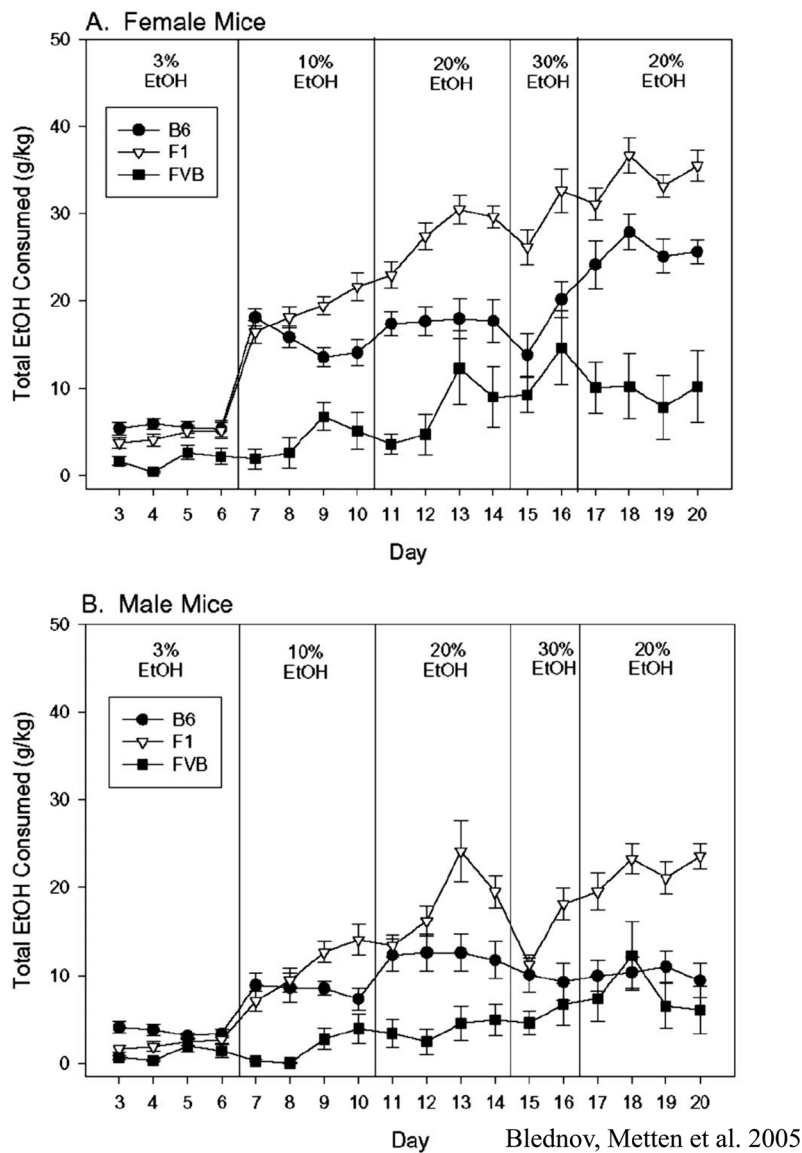 A. Female Mice
50
40
30
20
10
0
Total EtOH Consumed (g/kg)
3%
EtOH
10%
EtOH
20%
EtOH
30%
EtOH
20%
EtOH
B6
F1
FVB
3 4 5 6 7 8 9 10 11 12 13 14 15 16 17 18 19 20
Day
B. Male Mice
50
40
30
20
10
0
Total EtOH Consumed (g/kg)
3%
EtOH
10%
EtOH
20%
EtOH
30%
EtOH
20%
EtOH
B6
F1
FVB
3 4 5 6 7 8 9 10 11 12 13 14 15 16 17 18 19 20
Day
Blednov, Metten et al. 2005